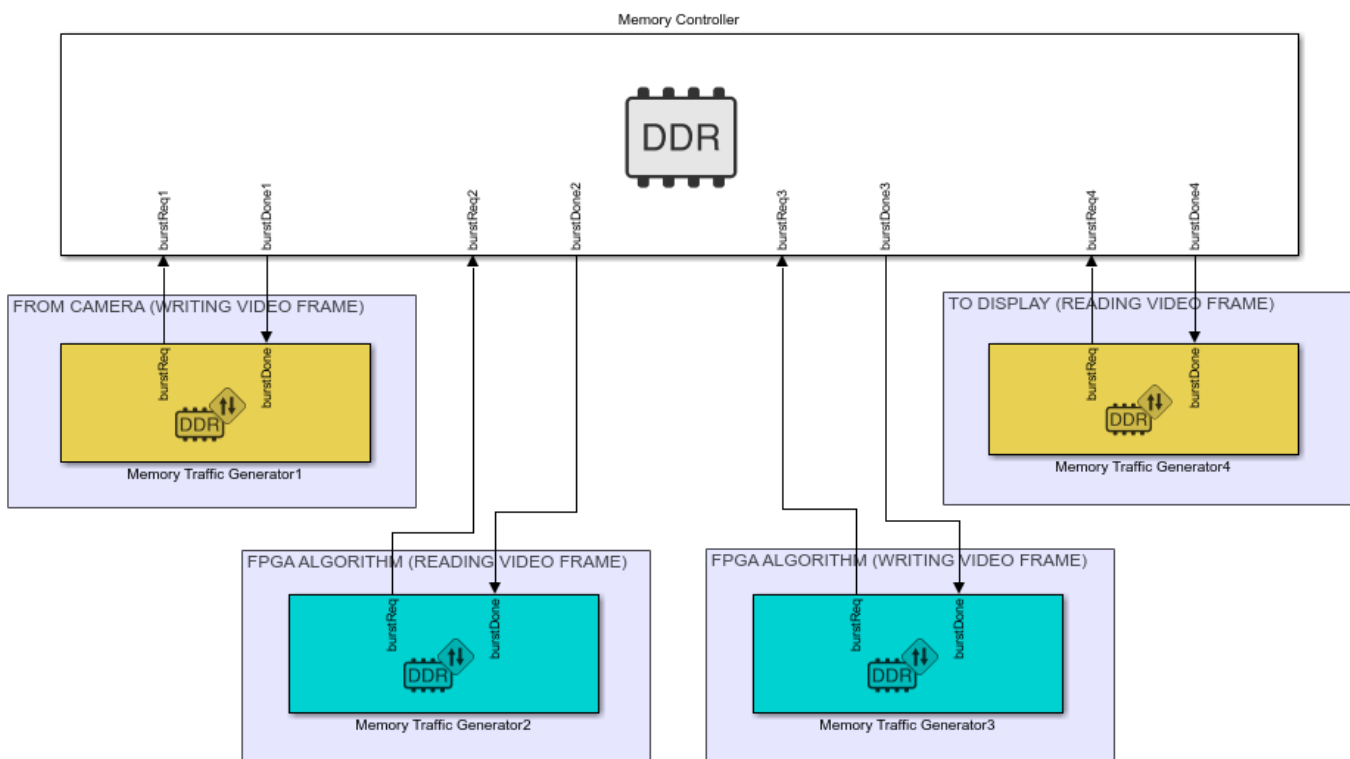 Memory Controller
DDR
burstReq1
burstDone1
burstReq2
burstDone2
burstReq3
burstDone3
burstReq4
burstDone4
FROM CAMERA (WRITING VIDEO FRAME)
burstReq
burstDone
DDR
Memory Traffic Generator1
TO DISPLAY (READING VIDEO FRAME)
burstReq
burstDone
DDR
Memory Traffic Generator4
FPGA ALGORITHM (READING VIDEO FRAME)
burstReq
burstDone
DDR
Memory Traffic Generator2
FPGA ALGORITHM (WRITING VIDEO FRAME)
burstReq
burstDone
DDR
Memory Traffic Generator3